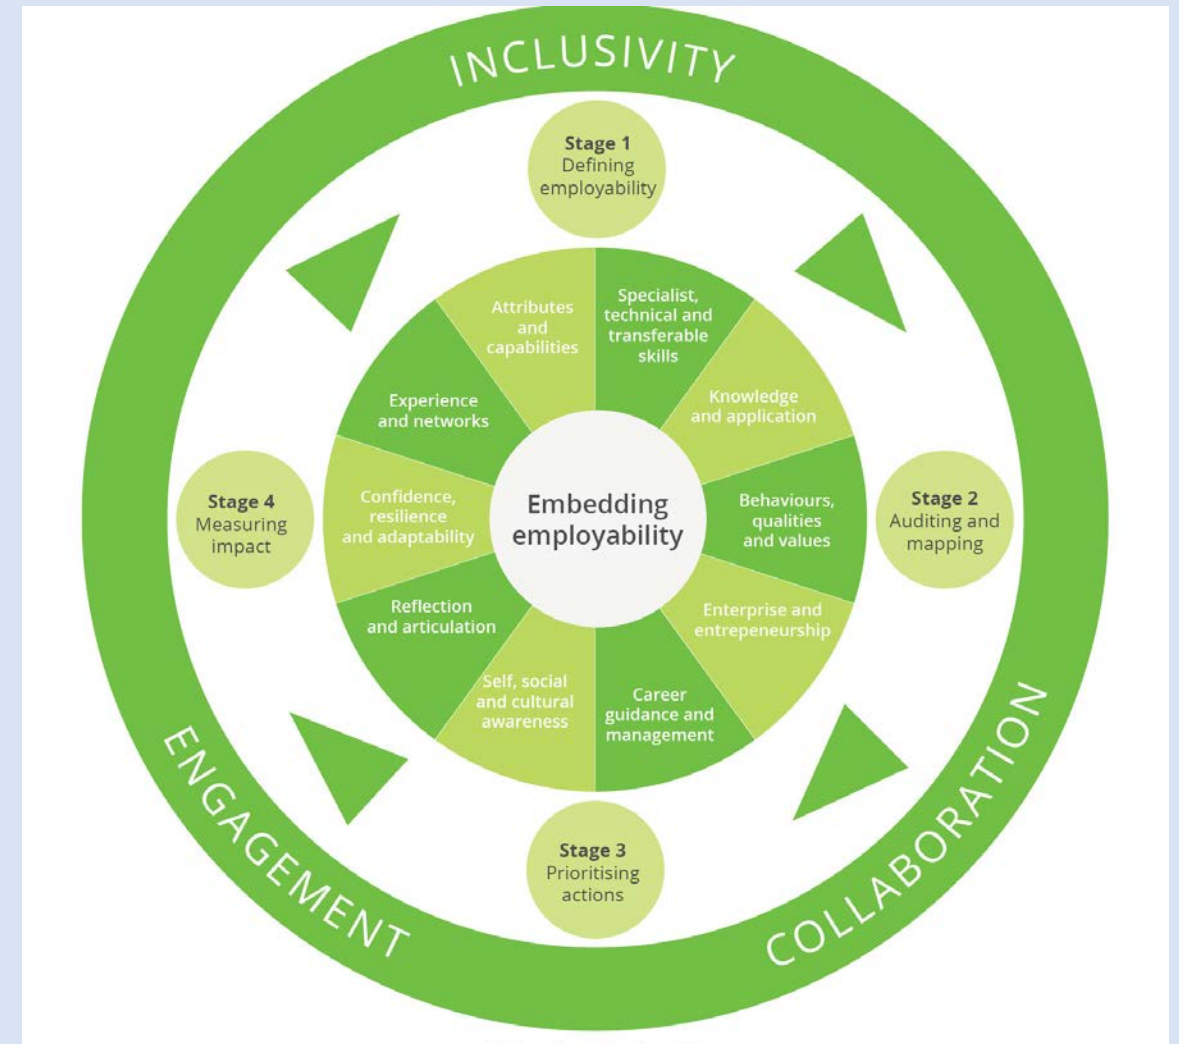 INCLUSIVITY
Stage 1
Defining
employability
Attributes
and
capabilities
Specialist,
technical and
transferable
skills
Experience
and networks
Knowledge
and application
Stage 4
Measuring
impact
Confidence,
resilience
and adaptability
Embedding
employability
Behaviours,
qualities
and values
Stage 2
Auditing and
mapping
Reflection
and articulation
Enterprise and
entrepeneurship
Self, social
and cultural
awareness
Career
guidance and
management
Stage 3
Prioritising
actions
ENGAGEMENT
COLLABORATION